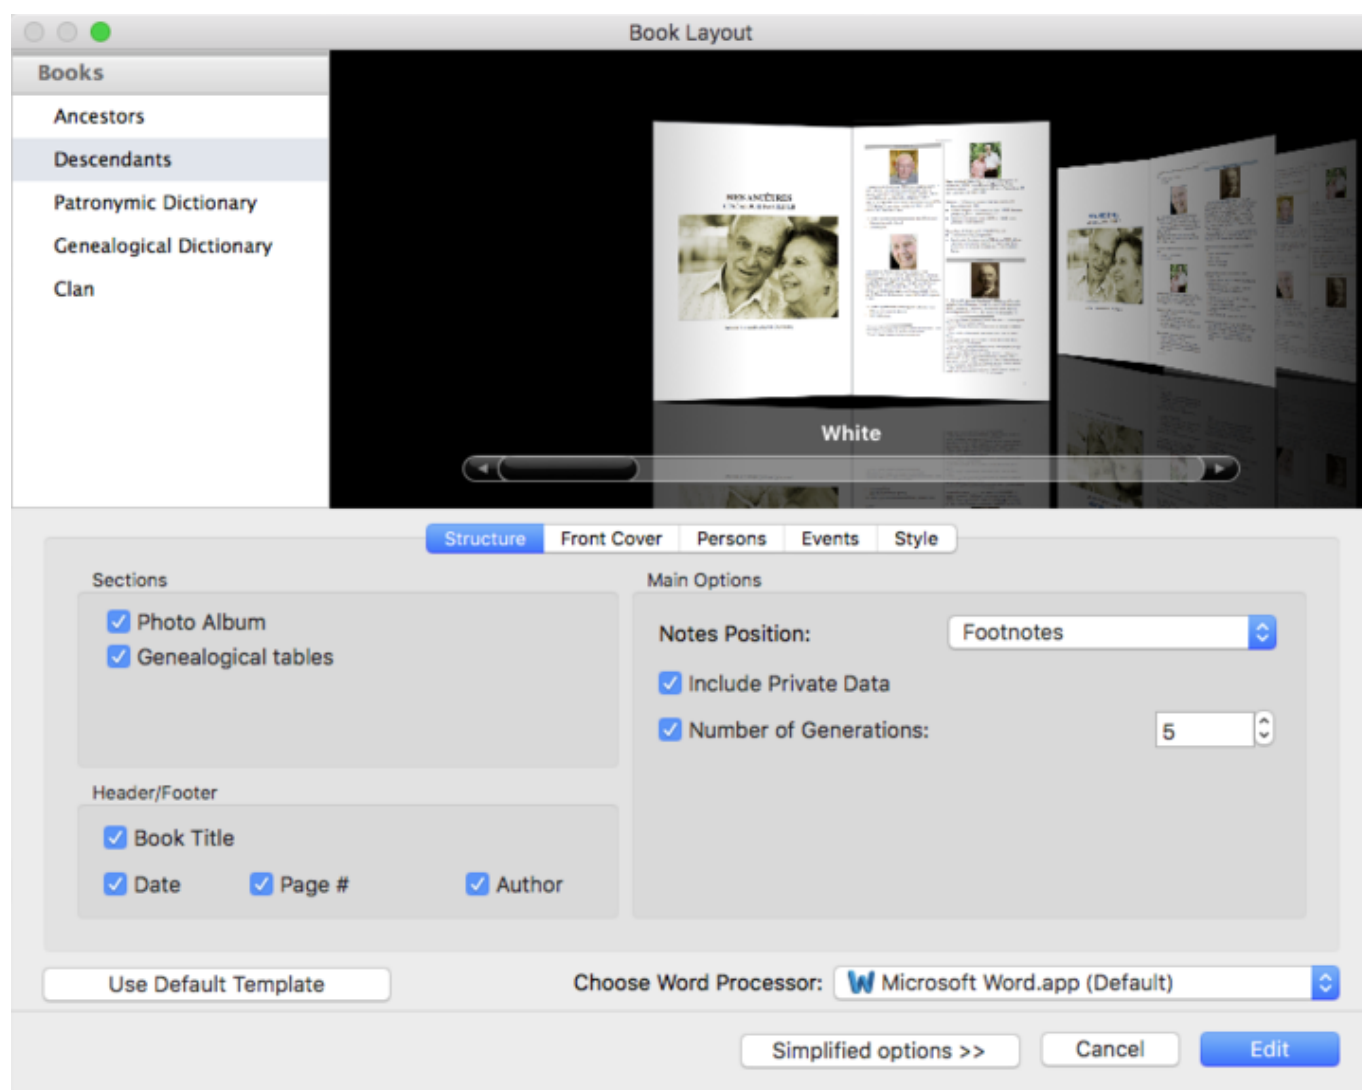 Book Layout
Books
Ancestors
Descendants
Patronymic Dictionary
Genealogical Dictionary
Clan
MES ANCÊTRES
White
Structure Front Cover Persons Events Style
Sections
Photo Album
Genealogical tables
Header/Footer
Book Title
Date Page # Author
Main Options
Notes Position: Footnotes
Include Private Data
Number of Generations: 5
Use Default Template
Choose Word Processor: Microsoft Word.app (Default)
Simplified options >> Cancel Edit